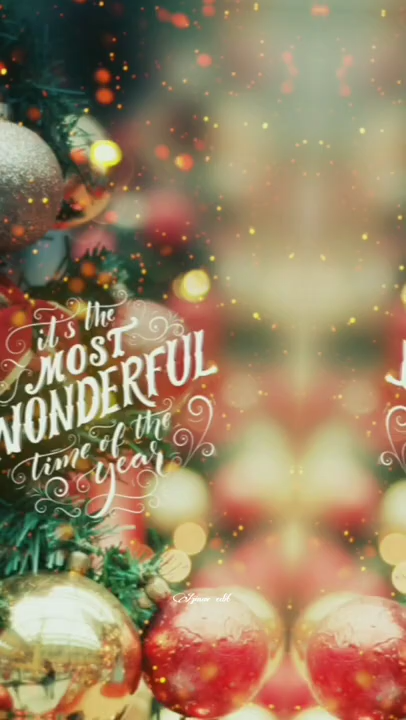 it's the
MOST
WONDERFUL
time of the
year